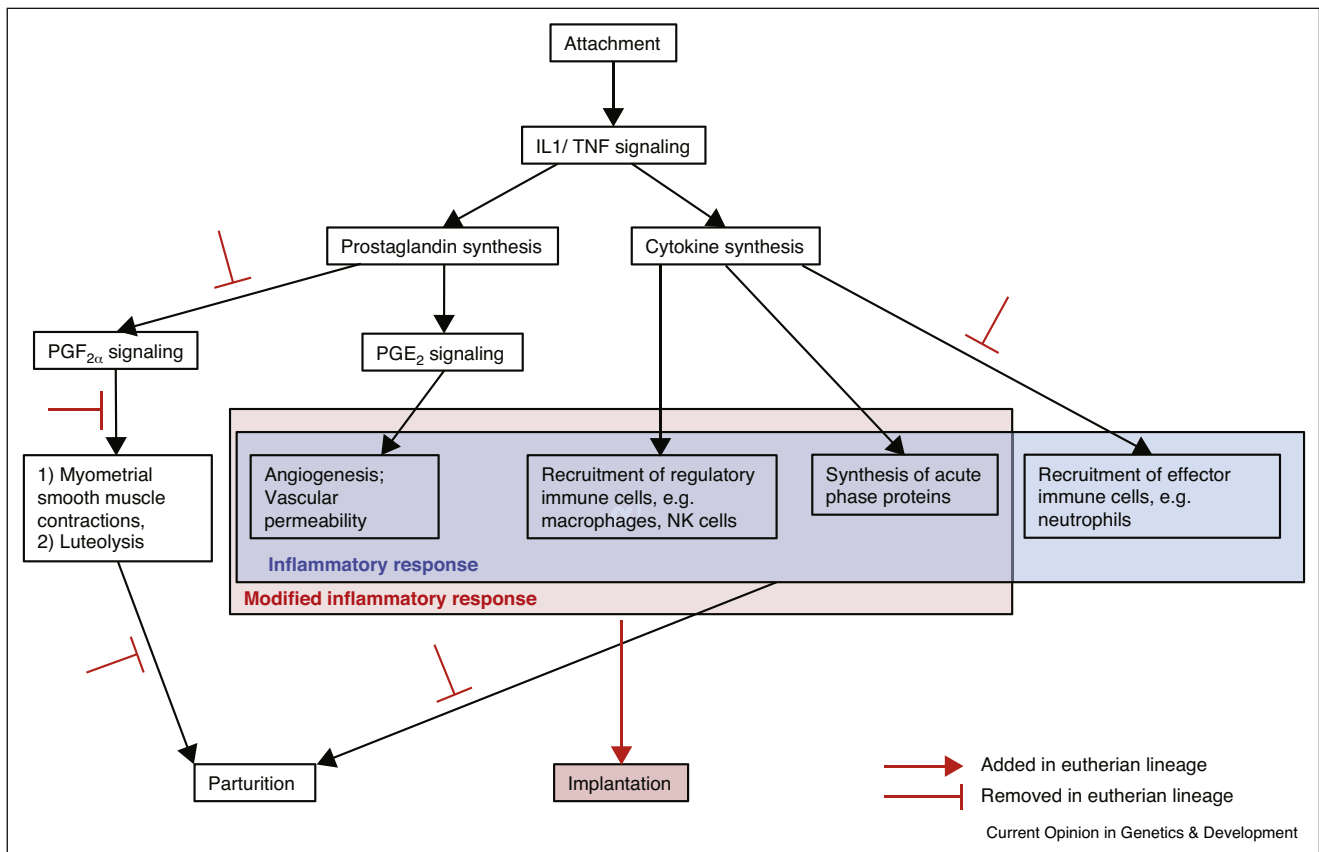 Attachment
IL1/ TNF signaling
Prostaglandin synthesis
Cytokine synthesis
PGF2α signaling
PGE2 signaling
1) Myometrial
smooth muscle
contractions,
2) Luteolysis
Angiogenesis;
Vascular
permeability
Recruitment of regulatory
immune cells, e.g.
macrophages, NK cells
Synthesis of acute
phase proteins
Recruitment of effector
immune cells, e.g.
neutrophils
Inflammatory response
Modified inflammatory response
Parturition
Implantation
Added in eutherian lineage
Removed in eutherian lineage
Current Opinion in Genetics & Development